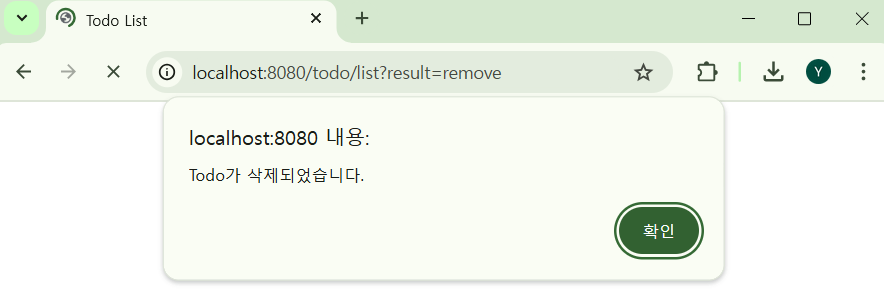 Todo List
localhost:8080/todo/list?result=remove
Y
localhost:8080 내용:
Todo가 삭제되었습니다.
확인